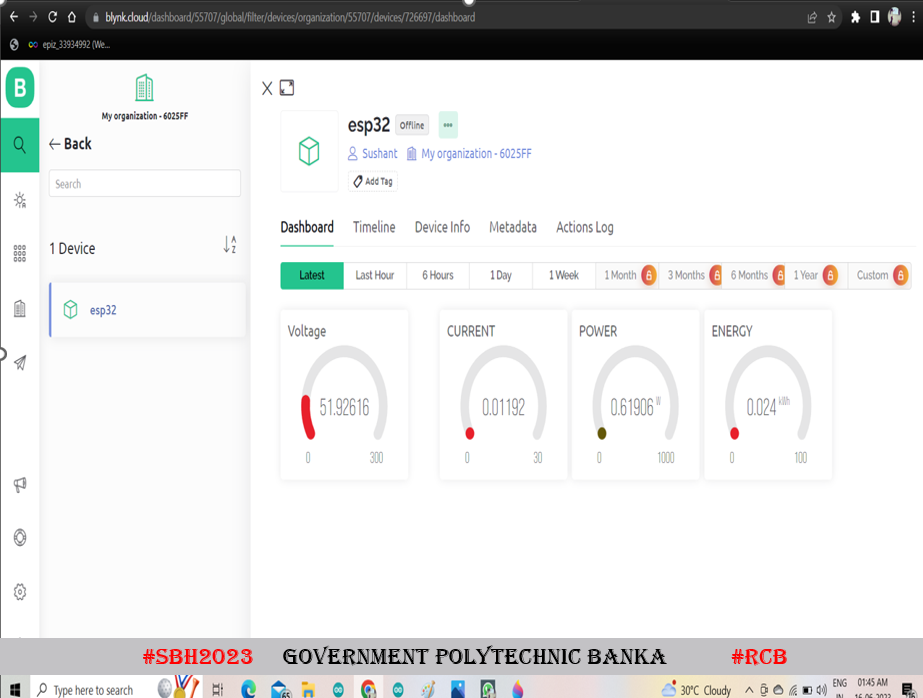 blynk.cloud/dashboard/55707/global/filter/devices/organization/55707/devices/726697/dashboard
epiz_33934992 (We...
B
My organization - 6025FF
Back
Search
1 Device
A
Z
esp32
X
esp32 Offline
Sushant My organization - 6025FF
Add Tag
Dashboard Timeline Device Info Metadata Actions Log
Latest Last Hour 6 Hours 1 Day 1 Week 1 Month 3 Months 6 Months 1 Year Custom
Voltage CURRENT POWER ENERGY
51.92616 0.01192 0.61906 W 0.024 kWh
0 300 0 30 0 1000 0 100
#SBH2023 GOVERNMENT POLYTECHNIC BANKA #RCB
Type here to search
30°C Cloudy
ENG
IN
01:45 AM
16-06-2023